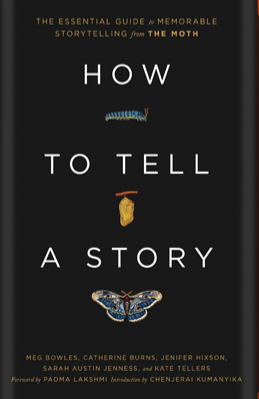 THE ESSENTIAL GUIDE to MEMORABLE
STORYTELLING from THE MOTH
HOW
TO TELL
A STORY
MEG BOWLES, CATHERINE BURNS, JENIFER HIXSON,
SARAH AUSTIN JENNESS, and KATE TELLERS
Foreword by PADMA LAKSHMI Introduction by CHENJERAI KUMANYIKA